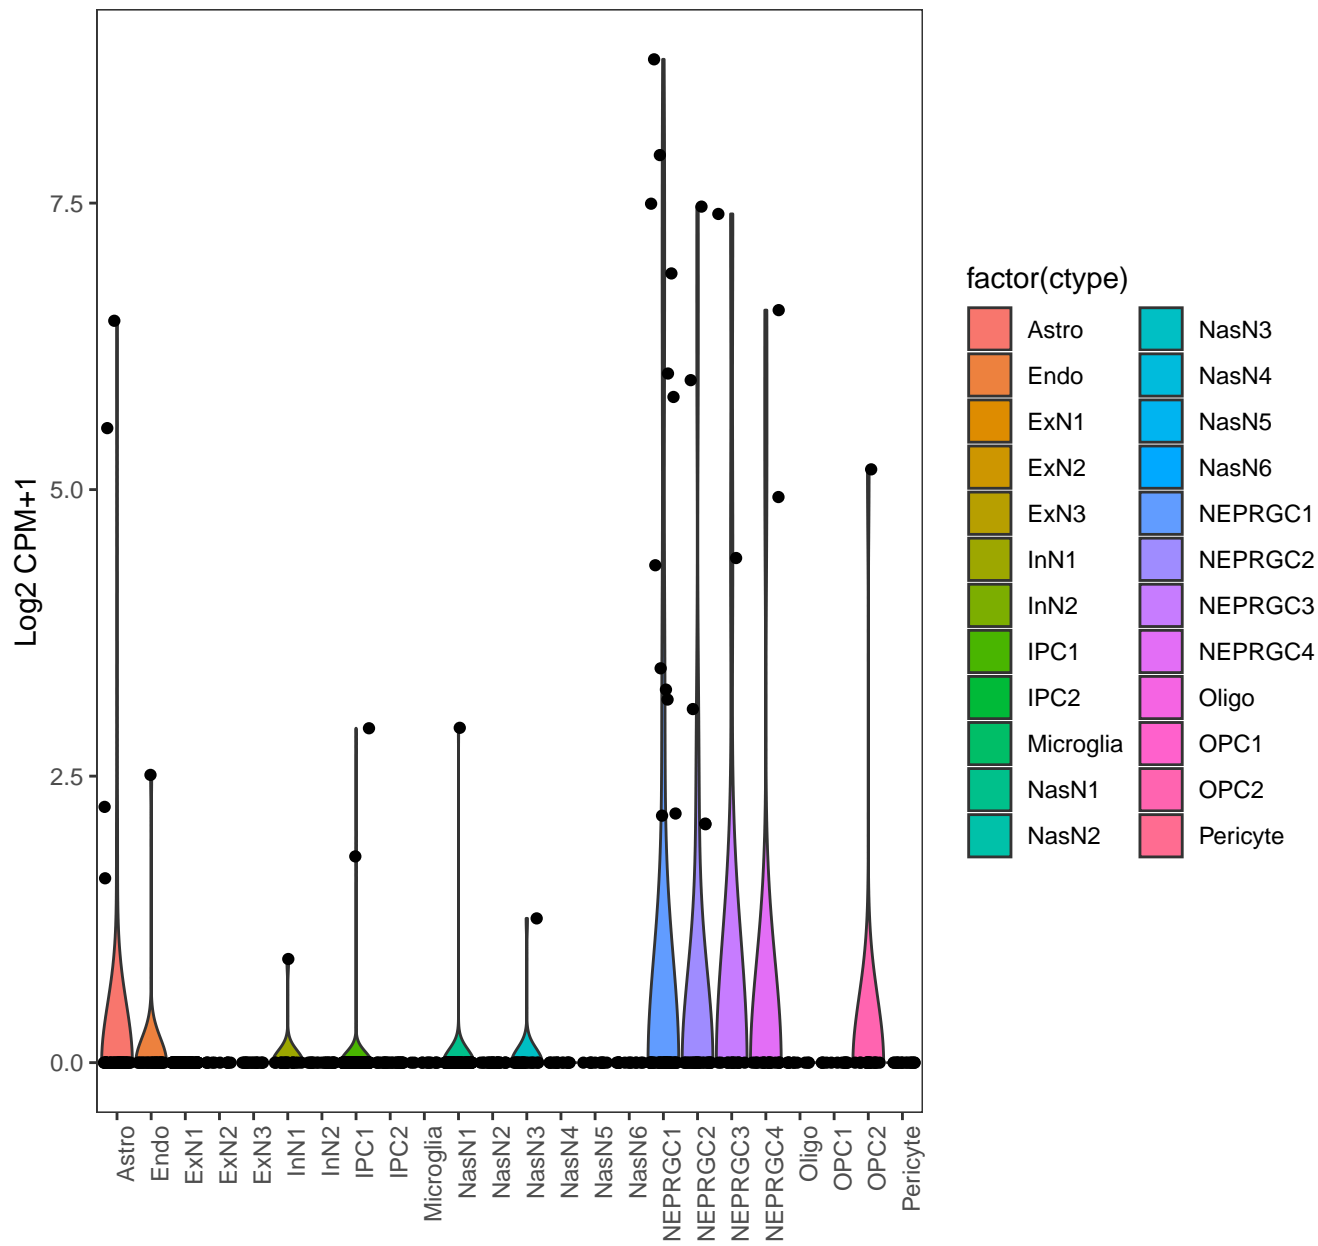 Log2 CPM+1
7.5
5.0
2.5
0.0
Astro
Endo
ExN1
ExN2
ExN3
InN1
InN2
IPC1
IPC2
Microglia
NasN1
NasN2
NasN3
NasN4
NasN5
NasN6
NEPRGC1
NEPRGC2
NEPRGC3
NEPRGC4
Oligo
OPC1
OPC2
Pericyte
factor(ctype)
Astro
Endo
ExN1
ExN2
ExN3
InN1
InN2
IPC1
IPC2
Microglia
NasN1
NasN2
NasN3
NasN4
NasN5
NasN6
NEPRGC1
NEPRGC2
NEPRGC3
NEPRGC4
Oligo
OPC1
OPC2
Pericyte